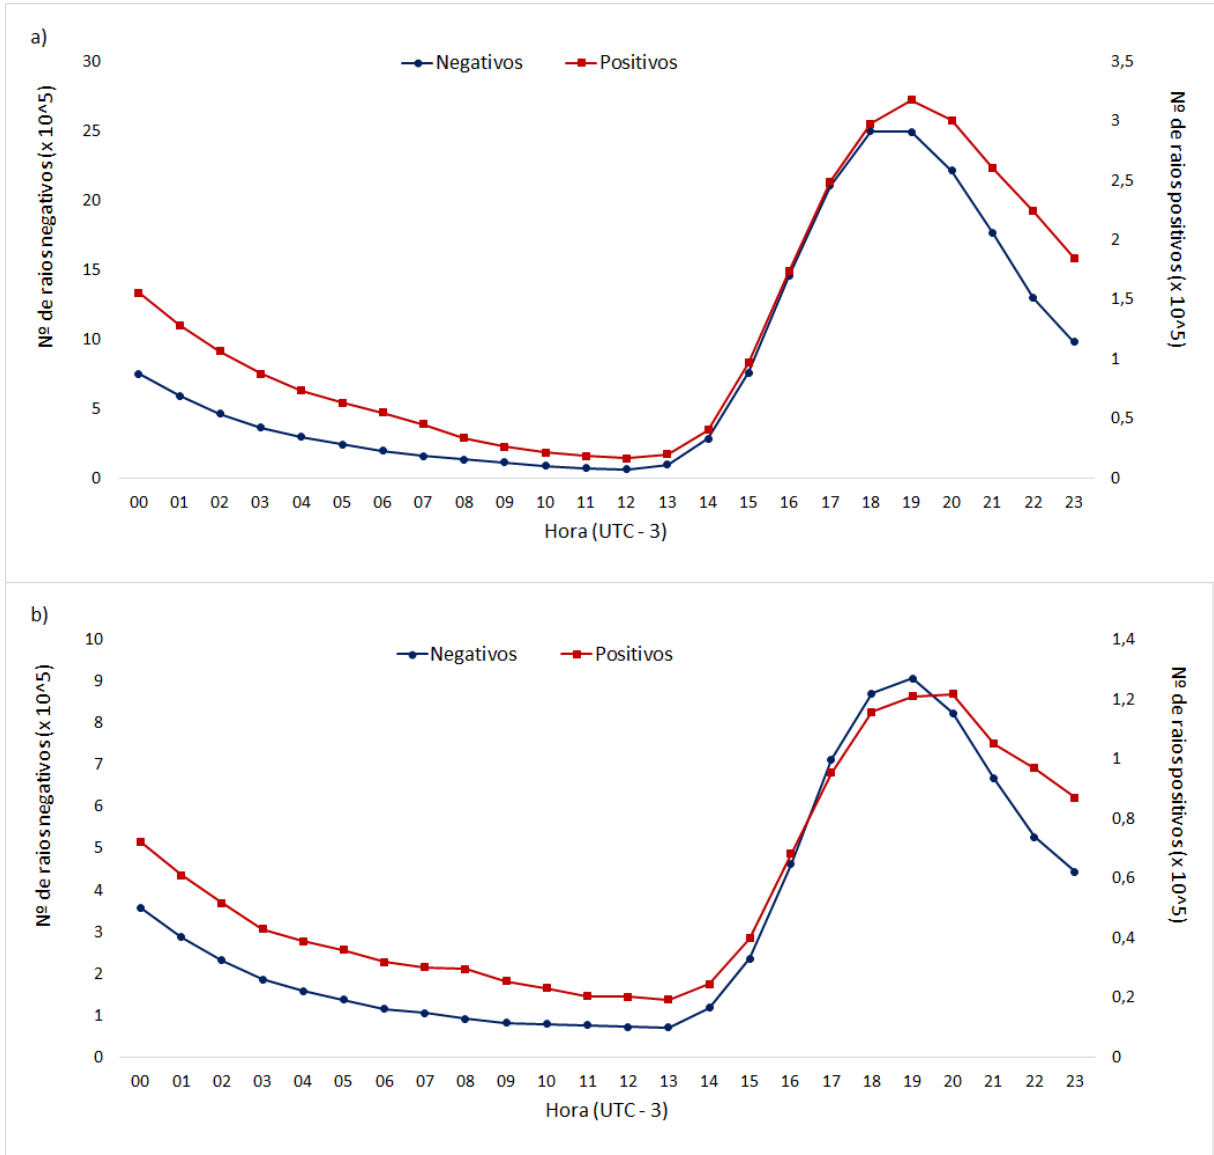 a)
Negativos Positivos
Nº de raios negativos (x 10^5)
30
25
20
15
10
5
0
3,5
3
2,5
2
1,5
1
0,5
0
Nº de raios positivos (x 10^5)
00 01 02 03 04 05 06 07 08 09 10 11 12 13 14 15 16 17 18 19 20 21 22 23
Hora (UTC - 3)
b)
Negativos Positivos
Nº de raios negativos (x 10^5)
10
9
8
7
6
5
4
3
2
1
0
1,4
1,2
1
0,8
0,6
0,4
0,2
0
Nº de raios positivos (x 10^5)
00 01 02 03 04 05 06 07 08 09 10 11 12 13 14 15 16 17 18 19 20 21 22 23
Hora (UTC - 3)